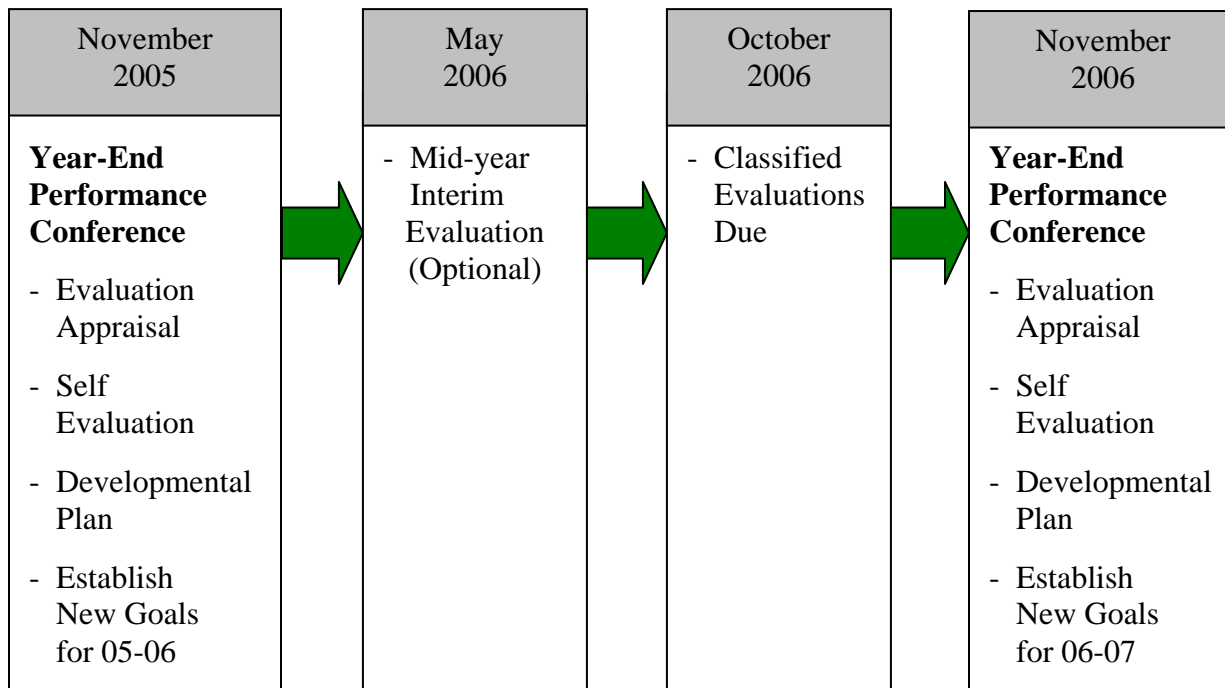 November
2005
Year-End
Performance
Conference
- Evaluation
Appraisal
- Self
Evaluation
- Developmental
Plan
- Establish
New Goals
for 05-06
May
2006
- Mid-year
Interim
Evaluation
(Optional)
October
2006
- Classified
Evaluations
Due
November
2006
Year-End
Performance
Conference
- Evaluation
Appraisal
- Self
Evaluation
- Developmental
Plan
- Establish
New Goals
for 06-07